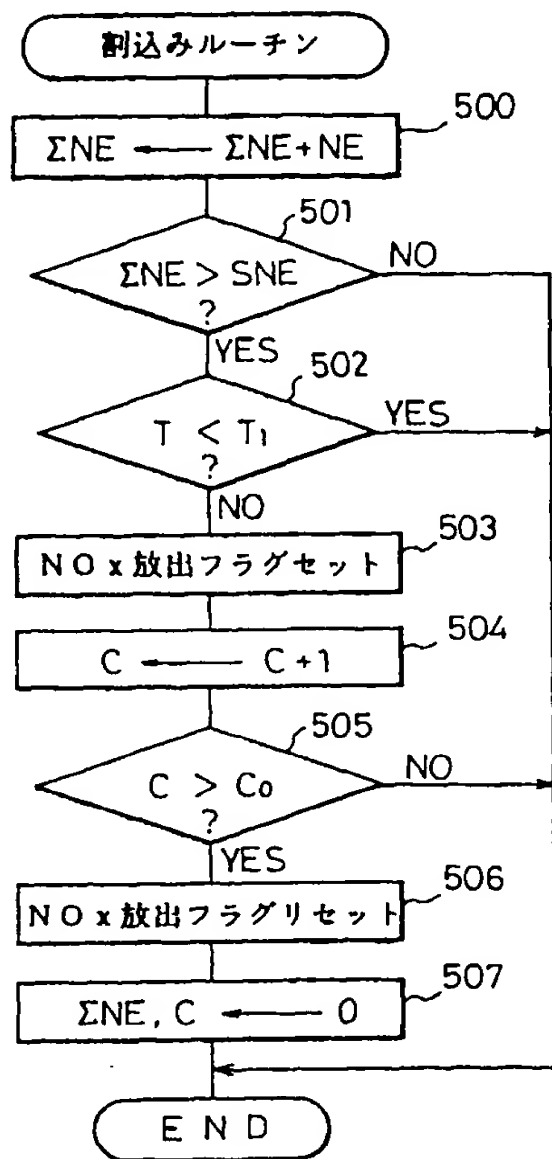 割込みルーチン
500
ΣNE ← ΣNE+NE
501
ΣNE > SNE
?
NO
YES
502
T < T₁
?
YES
NO
503
NOx放出フラグセット
504
C ← C+1
505
C > C₀
?
NO
YES
506
NOx放出フラグリセット
507
ΣNE, C ← 0
END